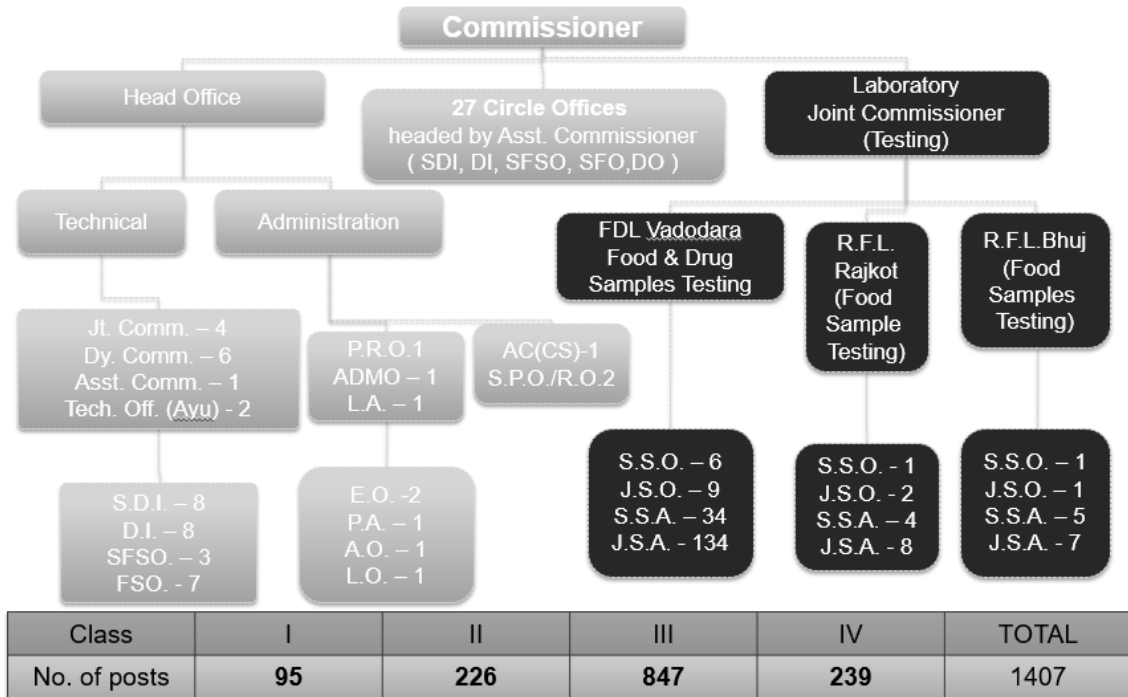 Commissioner
Head Office
27 Circle Offices
headed by Asst. Commissioner
( SDI, DI, SFSO, SFO,DO )
Laboratory
Joint Commissioner
(Testing)
Technical
Administration
FDL Vadodara
Food & Drug
Samples Testing
R.F.L.
Rajkot
(Food
Sample
Testing)
R.F.L.Bhuj
(Food
Samples
Testing)
Jt. Comm. – 4
Dy. Comm. – 6
Asst. Comm. – 1
Tech. Off. (Ayu) - 2
P.R.O.1
ADMO – 1
L.A. – 1
AC(CS)-1
S.P.O./R.O.2
S.D.I. – 8
D.I. – 8
SFSO. – 3
FSO. - 7
E.O. -2
P.A. – 1
A.O. – 1
L.O. – 1
S.S.O. – 6
J.S.O. – 9
S.S.A. – 34
J.S.A. - 134
S.S.O. - 1
J.S.O. - 2
S.S.A. – 4
J.S.A. - 8
S.S.O. – 1
J.S.O. – 1
S.S.A. – 5
J.S.A. - 7
Class I II III IV TOTAL
No. of posts 95 226 847 239 1407